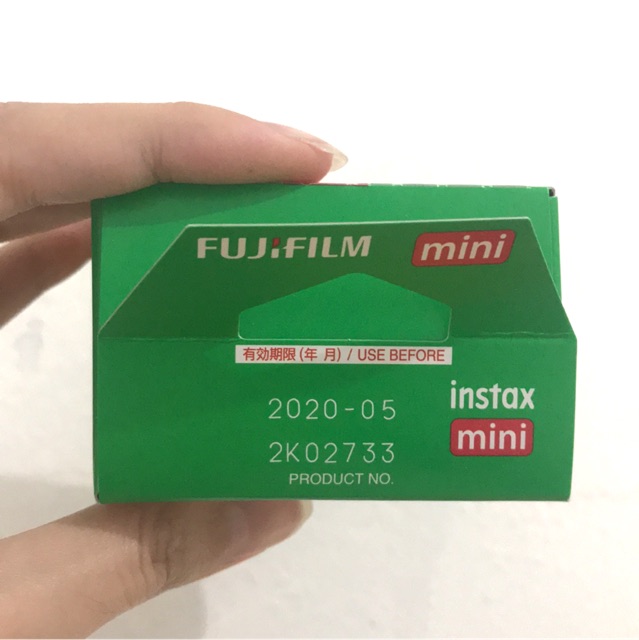 FUJIFILM
mini
有効期限(年 月) / USE BEFORE
2020-05
2K02733
PRODUCT NO.
instax
mini